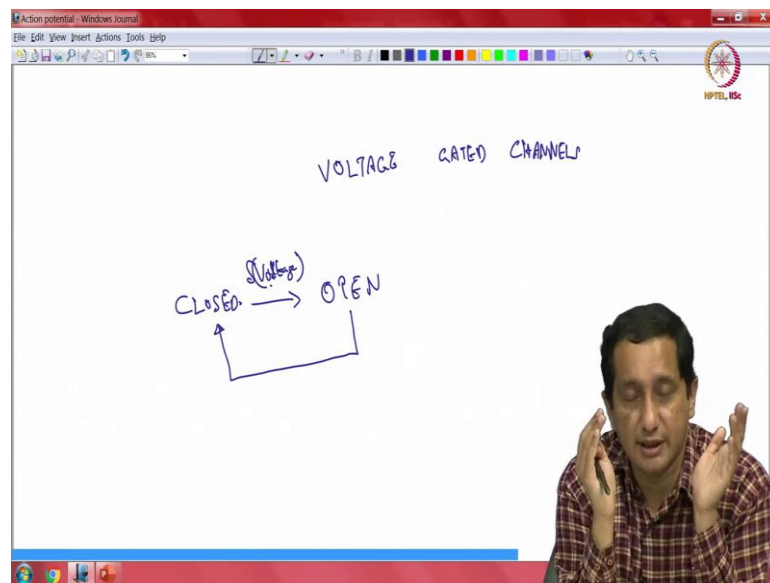 Action potential - Windows Journal
File Edit View Insert Actions Tools Help
95%
B I
NPTEL, IISc
VOLTAGE GATED CHANNELS
(Voltage)
CLOSED. OPEN